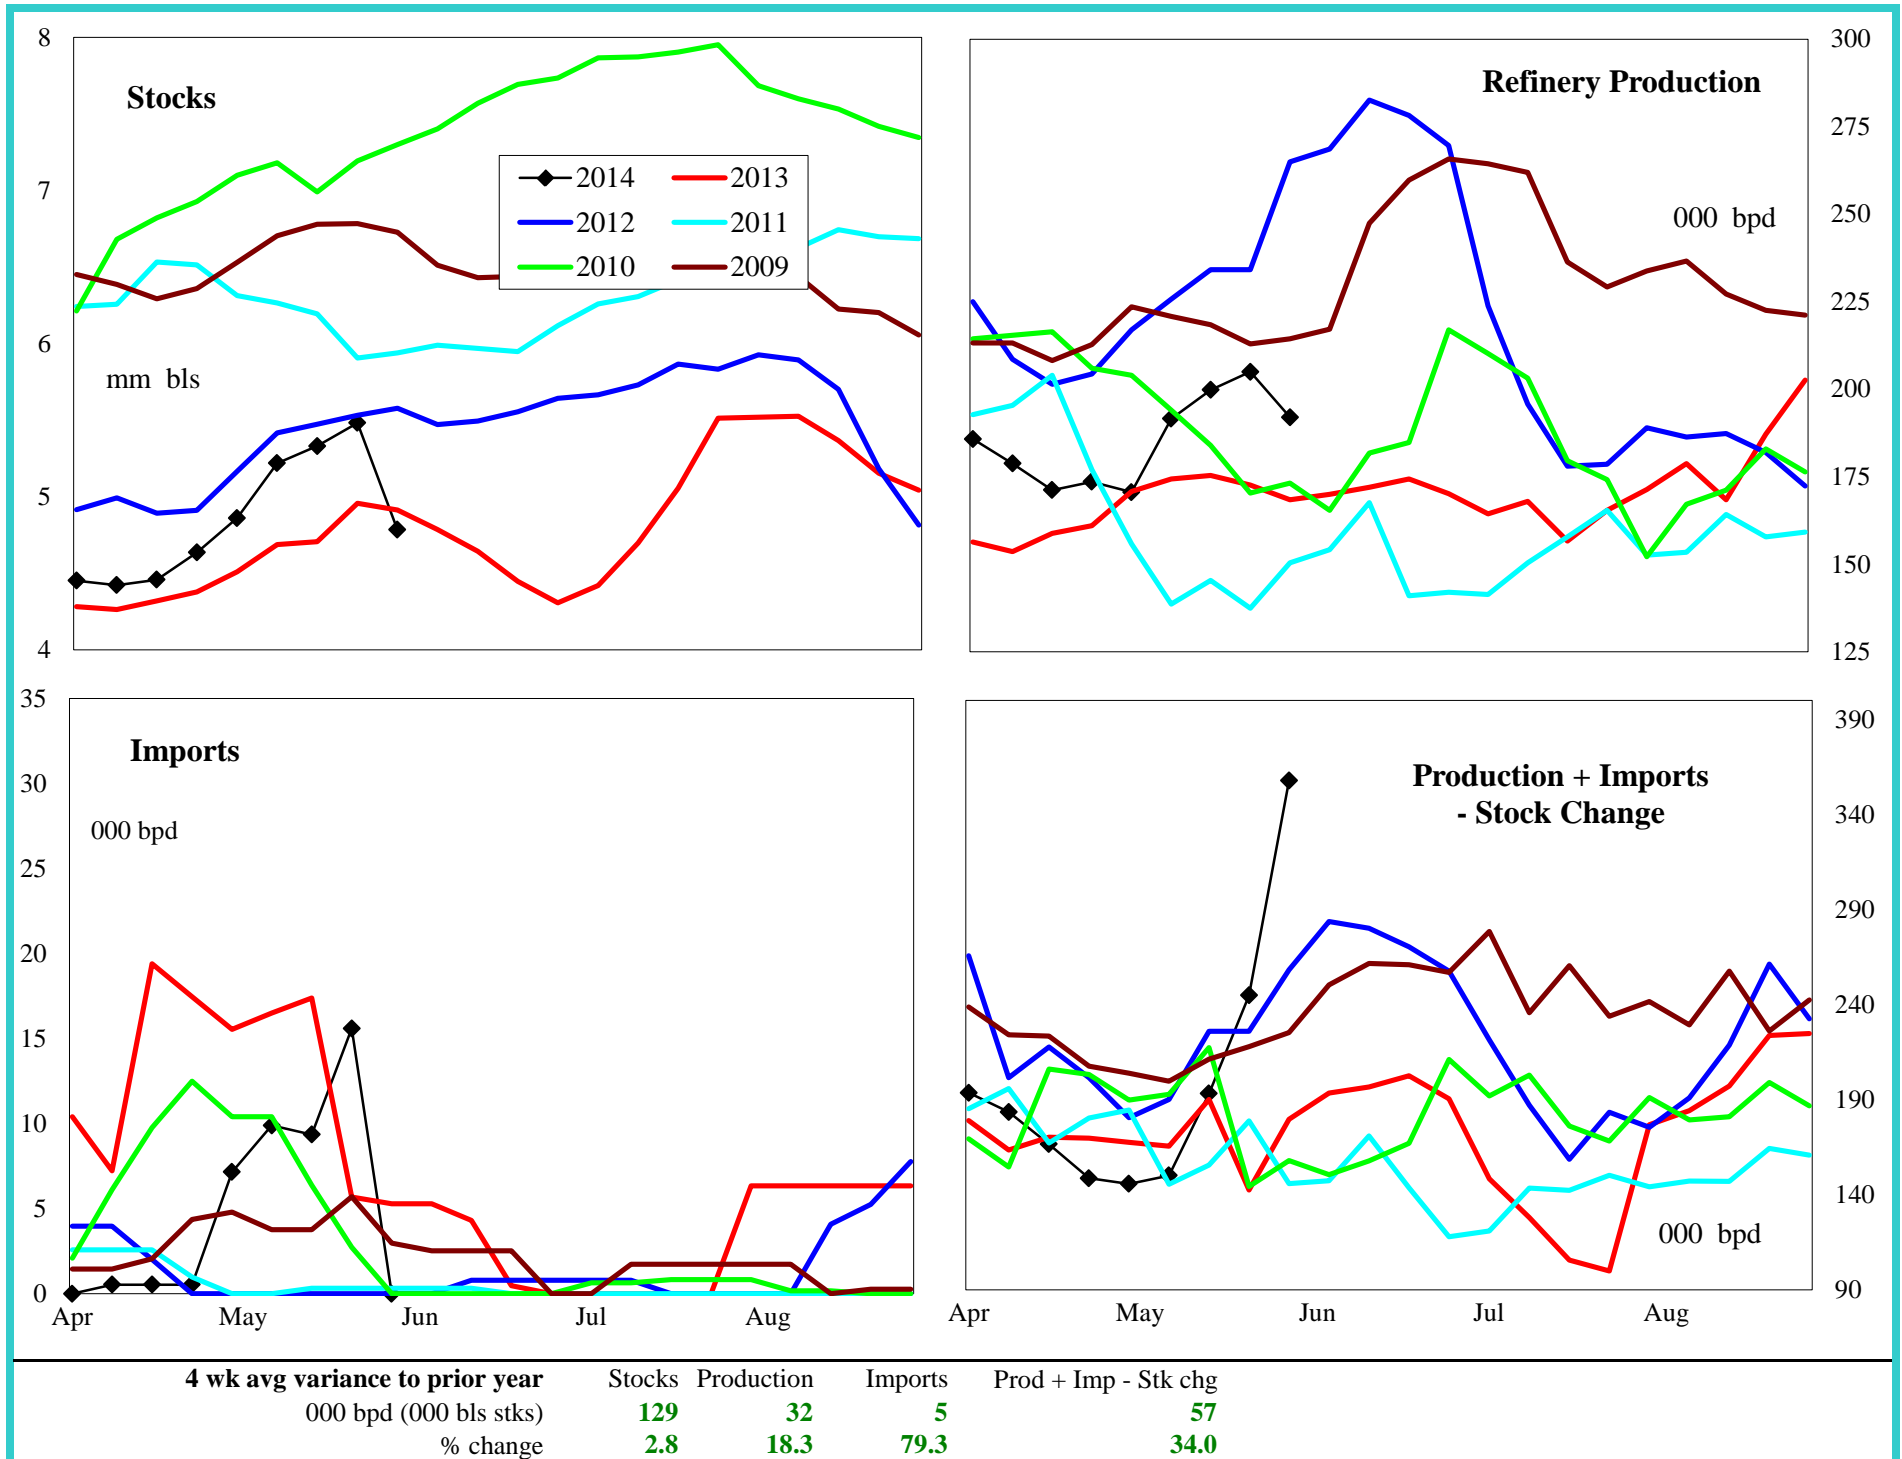 Stocks
8
7
6
5
4
mm bls
2014 2013
2012 2011
2010 2009
Refinery Production
000 bpd
300
275
250
225
200
175
150
125
Imports
000 bpd
35
30
25
20
15
10
5
0
Apr May Jun Jul Aug
Production + Imports
- Stock Change
000 bpd
390
340
290
240
190
140
90
Apr May Jun Jul Aug
4 wk avg variance to prior year Stocks Production Imports Prod + Imp - Stk chg
000 bpd (000 bls stks) 129 32 5 57
% change 2.8 18.3 79.3 34.0